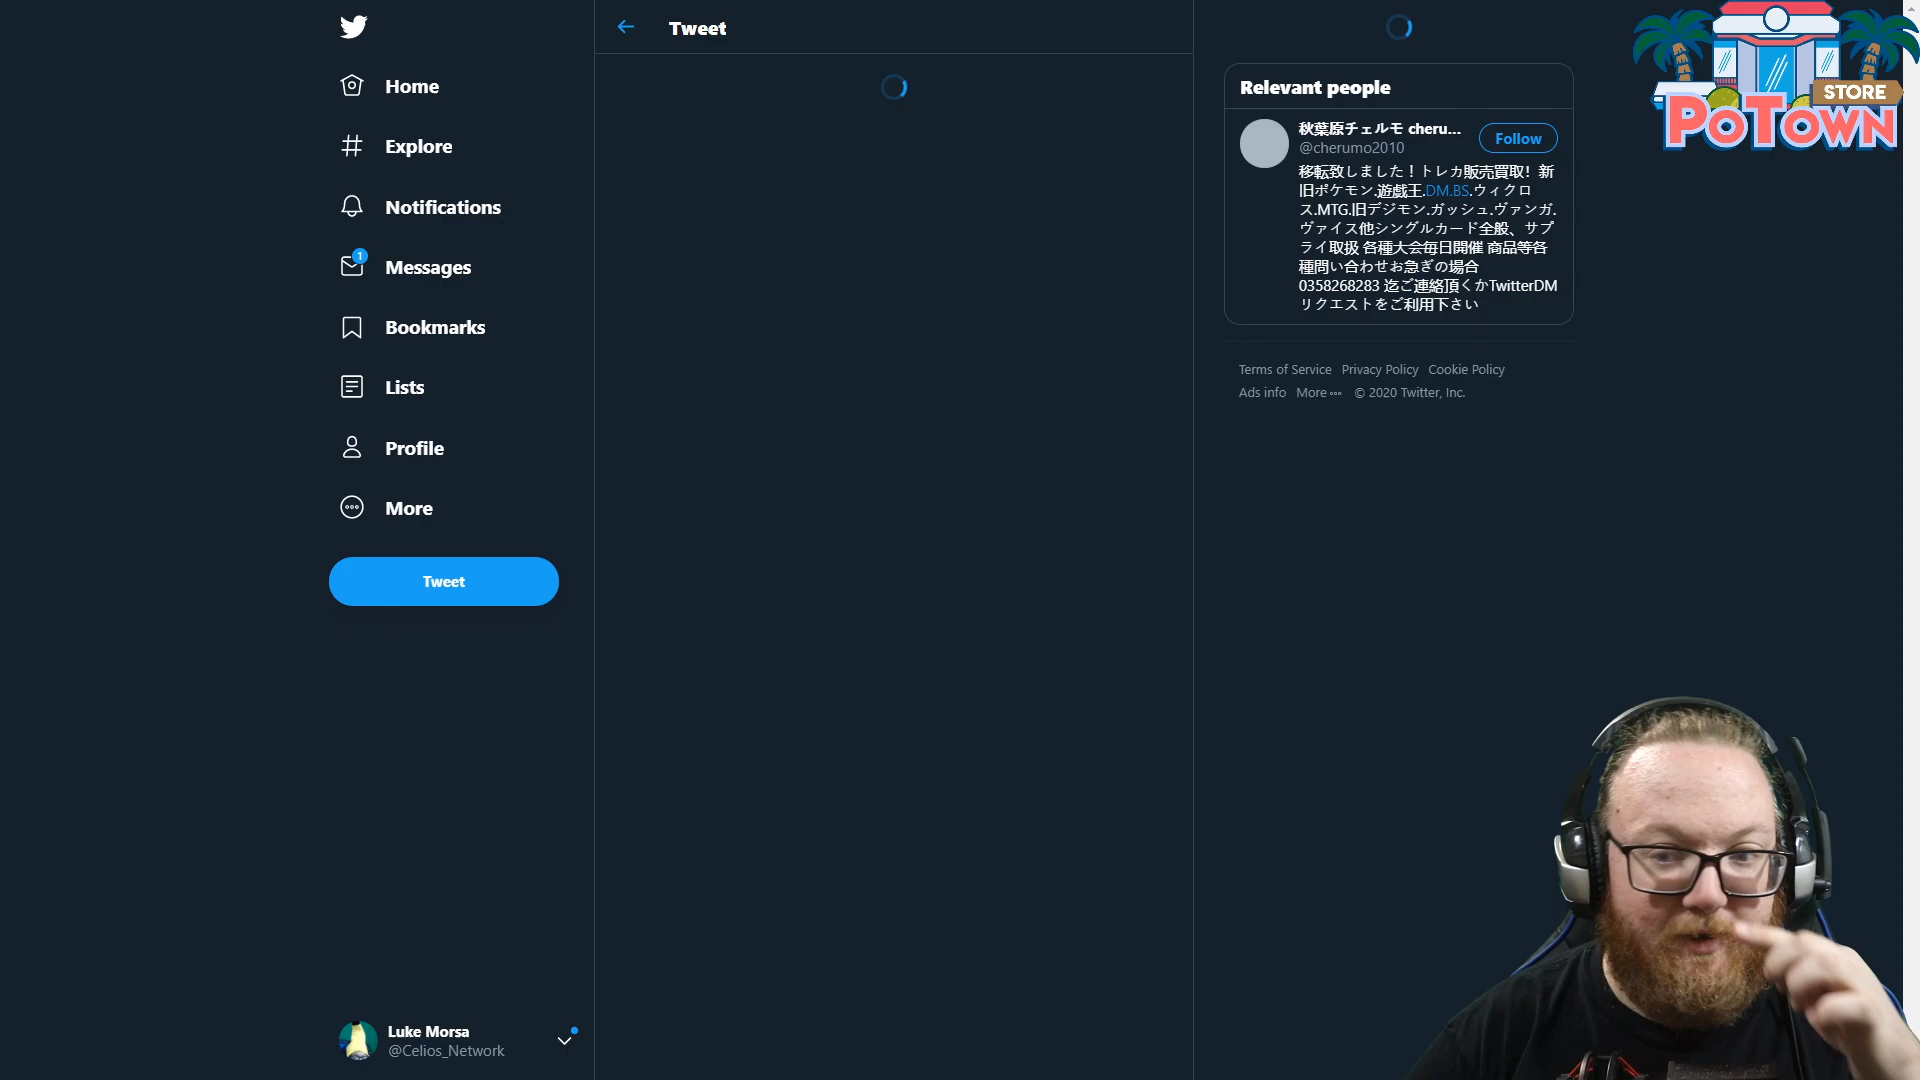 Home
Explore
Notifications
1
Messages
Bookmarks
Lists
Profile
More
Tweet
Luke Morsa
@Celios_Network
Tweet
Relevant people
秋葉原チェルモ cheru...
@cherumo2010
Follow
移転致しました！トレカ販売買取！新
旧ポケモン.遊戯王.DM.BS.ウィクロ
ス.MTG.旧デジモン.ガッシュ.ヴァンガ.
ヴァイス他シングルカード全般、サプ
ライ取扱 各種大会毎日開催 商品等各
種問い合わせお急ぎの場合
0358268283 迄ご連絡頂くかTwitterDM
リクエストをご利用下さい
Terms of Service Privacy Policy Cookie Policy
Ads info More © 2020 Twitter, Inc.
STORE
POTOWN